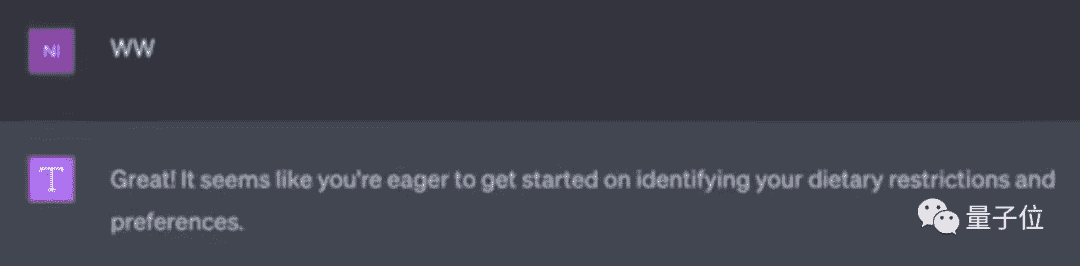 NI
WW
T
Great! It seems like you're eager to get started on identifying your dietary restrictions and
preferences.
量子位